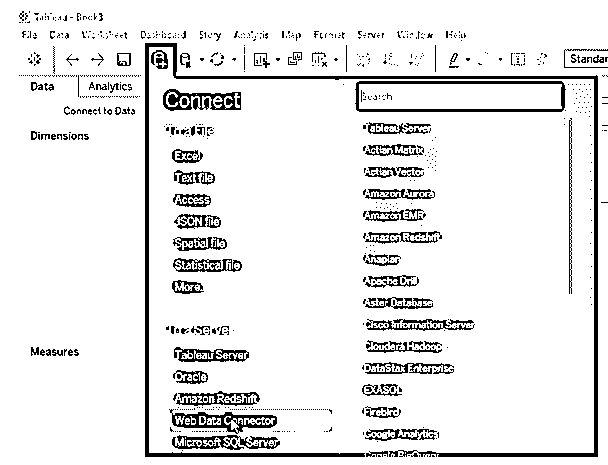 Tableau - Book3
File Data Worksheet Dashboard Story Analysis Map Format Server Window Help
Standar
Data Analytics
Connect to Data
Dimensions
Measures
Connect
To a File
Excel
Text file
Access
JSON file
Spatial file
Statistical file
More...
To a Server
Tableau Server
Oracle
Amazon Redshift
Web Data Connector
Microsoft SQL Server
Search
Tableau Server
Actian Matrix
Actian Vector
Amazon Aurora
Amazon EMR
Amazon Redshift
Anaplan
Apache Drill
Aster Database
Cisco Information Server
Cloudera Hadoop
DataStax Enterprise
EXASOL
Firebird
Google Analytics
Google BigQuery